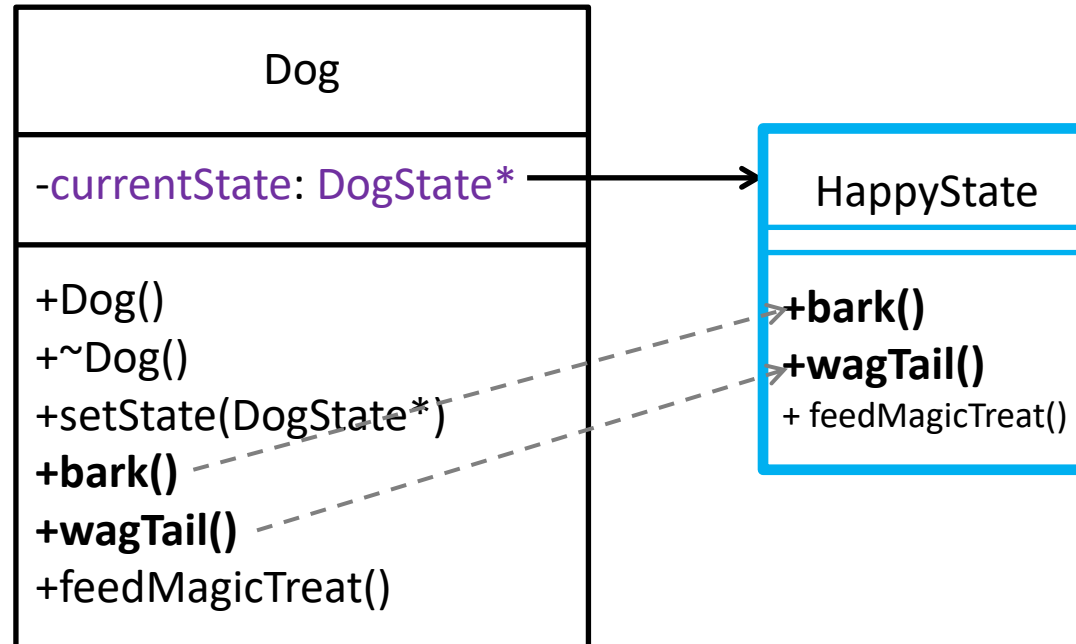 Dog
-currentState: DogState*
+Dog()
+~Dog()
+setState(DogState*)
+bark()
+wagTail()
+feedMagicTreat()
HappyState
+bark()
+wagTail()
+ feedMagicTreat()